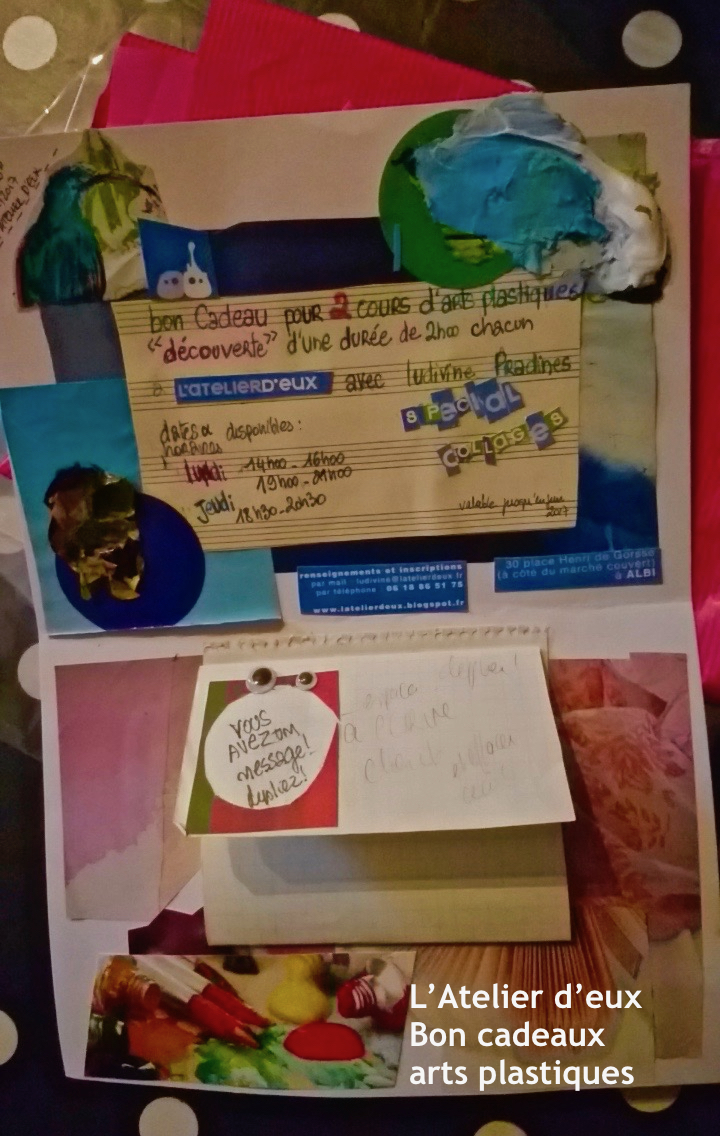 2017
bon Cadeau pour 2 cours d'arts plastiques
"découverte" d'une durée de 2h00 chacun
à L'ATELIERD'EUX avec Ludivine Pradines
SPECIAL
COLLAGES
dates &
horaires disponibles :
lundi 14h00 - 16h00
19h00 - 21h00
Jeudi 18h30 - 20h30
valable jusqu'en juin
2017
renseignements et inscriptions
par mail : ludivine@latelierdeux.fr
par téléphone : 06 18 86 51 75
www.latelierdeux.blogspot.fr
30 place Henri de Gorsse
(à côté du marché couvert)
à ALBI
VOUS
AVEZ un
message!
dépliez!
à
L'Atelier d'eux
Bon cadeaux
arts plastiques